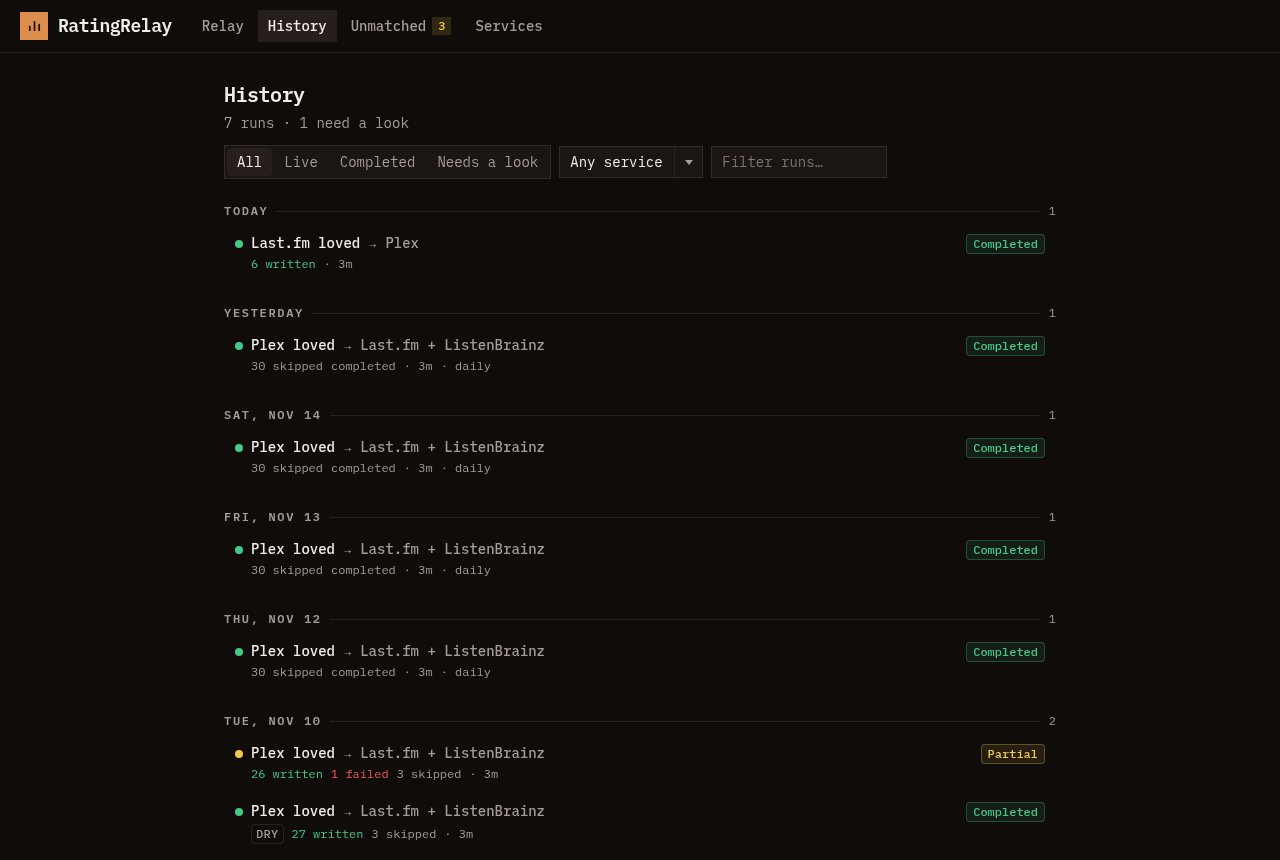 RatingRelay Relay History Unmatched 3 Services
History
7 runs · 1 need a look
All Live Completed Needs a look Any service Filter runs…
TODAY 1
Last.fm loved → Plex Completed
6 written · 3m
YESTERDAY 1
Plex loved → Last.fm + ListenBrainz Completed
30 skipped completed · 3m · daily
SAT, NOV 14 1
Plex loved → Last.fm + ListenBrainz Completed
30 skipped completed · 3m · daily
FRI, NOV 13 1
Plex loved → Last.fm + ListenBrainz Completed
30 skipped completed · 3m · daily
THU, NOV 12 1
Plex loved → Last.fm + ListenBrainz Completed
30 skipped completed · 3m · daily
TUE, NOV 10 2
Plex loved → Last.fm + ListenBrainz Partial
26 written 1 failed 3 skipped · 3m
Plex loved → Last.fm + ListenBrainz Completed
DRY 27 written 3 skipped · 3m